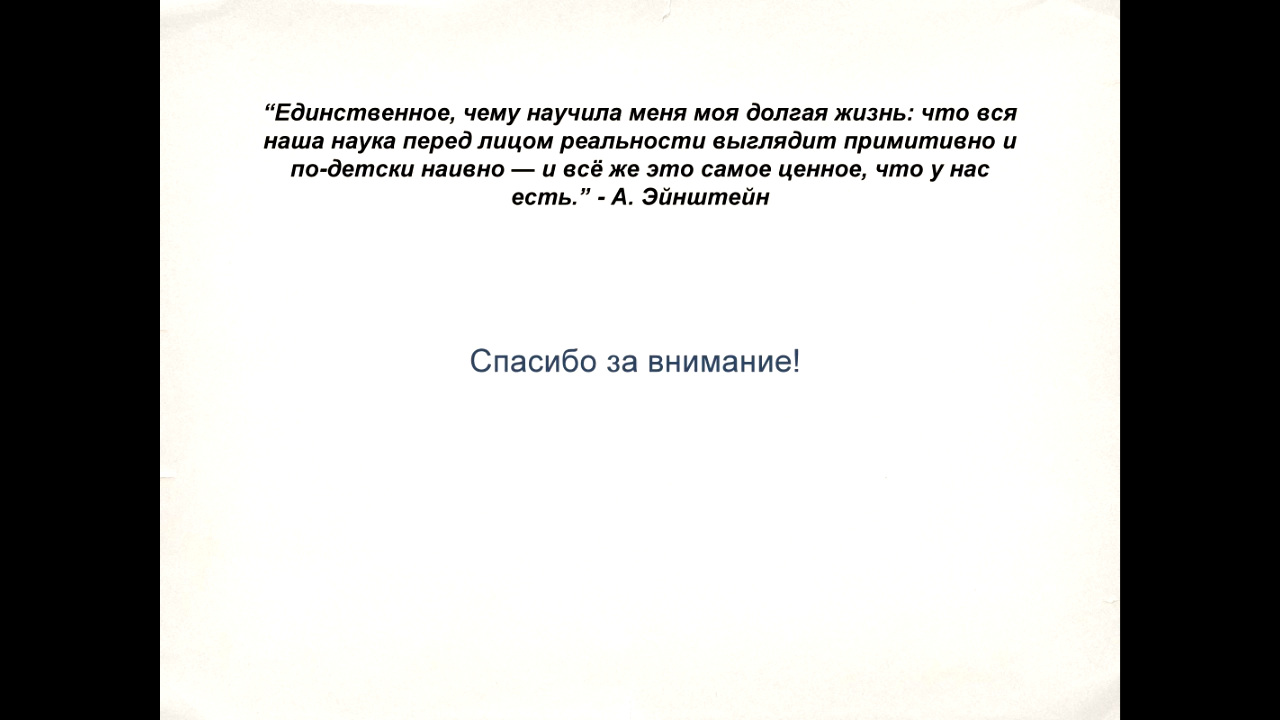 “Единственное, чему научила меня моя долгая жизнь: что вся
наша наука перед лицом реальности выглядит примитивно и
по-детски наивно — и всё же это самое ценное, что у нас
есть.” - А. Эйнштейн
Спасибо за внимание!